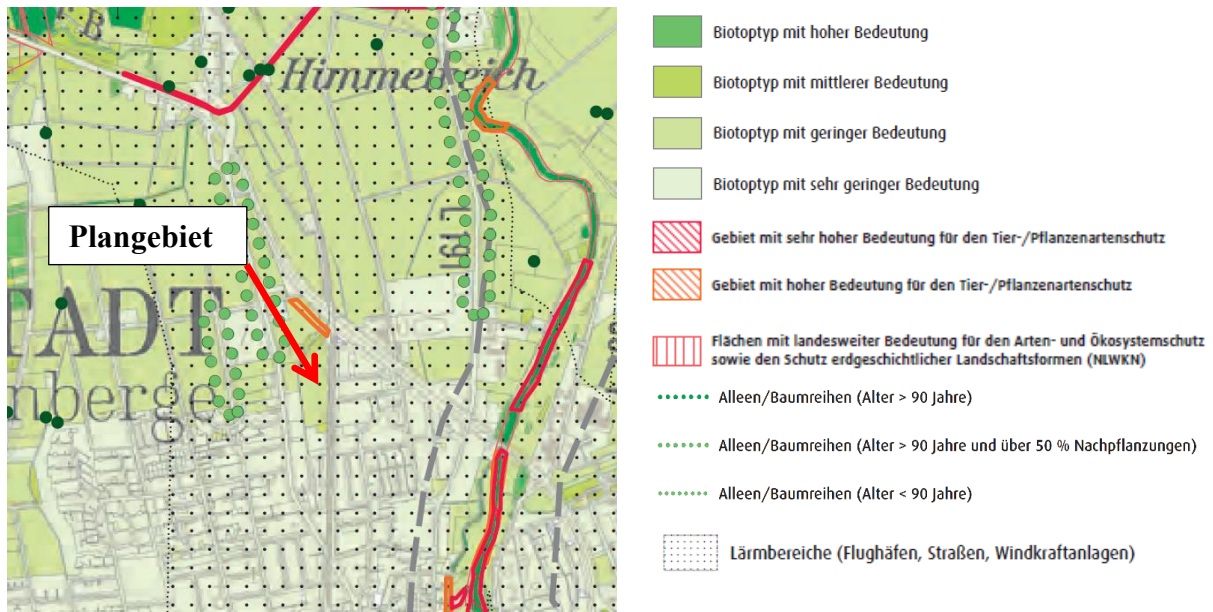 Himmelreich
Plangebiet
TADT
nberge
Biotoptyp mit hoher Bedeutung
Biotoptyp mit mittlerer Bedeutung
Biotoptyp mit geringer Bedeutung
Biotoptyp mit sehr geringer Bedeutung
Gebiet mit sehr hoher Bedeutung für den Tier-/Pflanzenartenschutz
Gebiet mit hoher Bedeutung für den Tier-/Pflanzenartenschutz
Flächen mit landesweiter Bedeutung für den Arten- und Ökosystemschutz
sowie den Schutz erdgeschichtlicher Landschaftsformen (NLWKN)
Alleen/Baumreihen (Alter > 90 Jahre)
Alleen/Baumreihen (Alter > 90 Jahre und über 50 % Nachpflanzungen)
Alleen/Baumreihen (Alter < 90 Jahre)
Lärmbereiche (Flughäfen, Straßen, Windkraftanlagen)